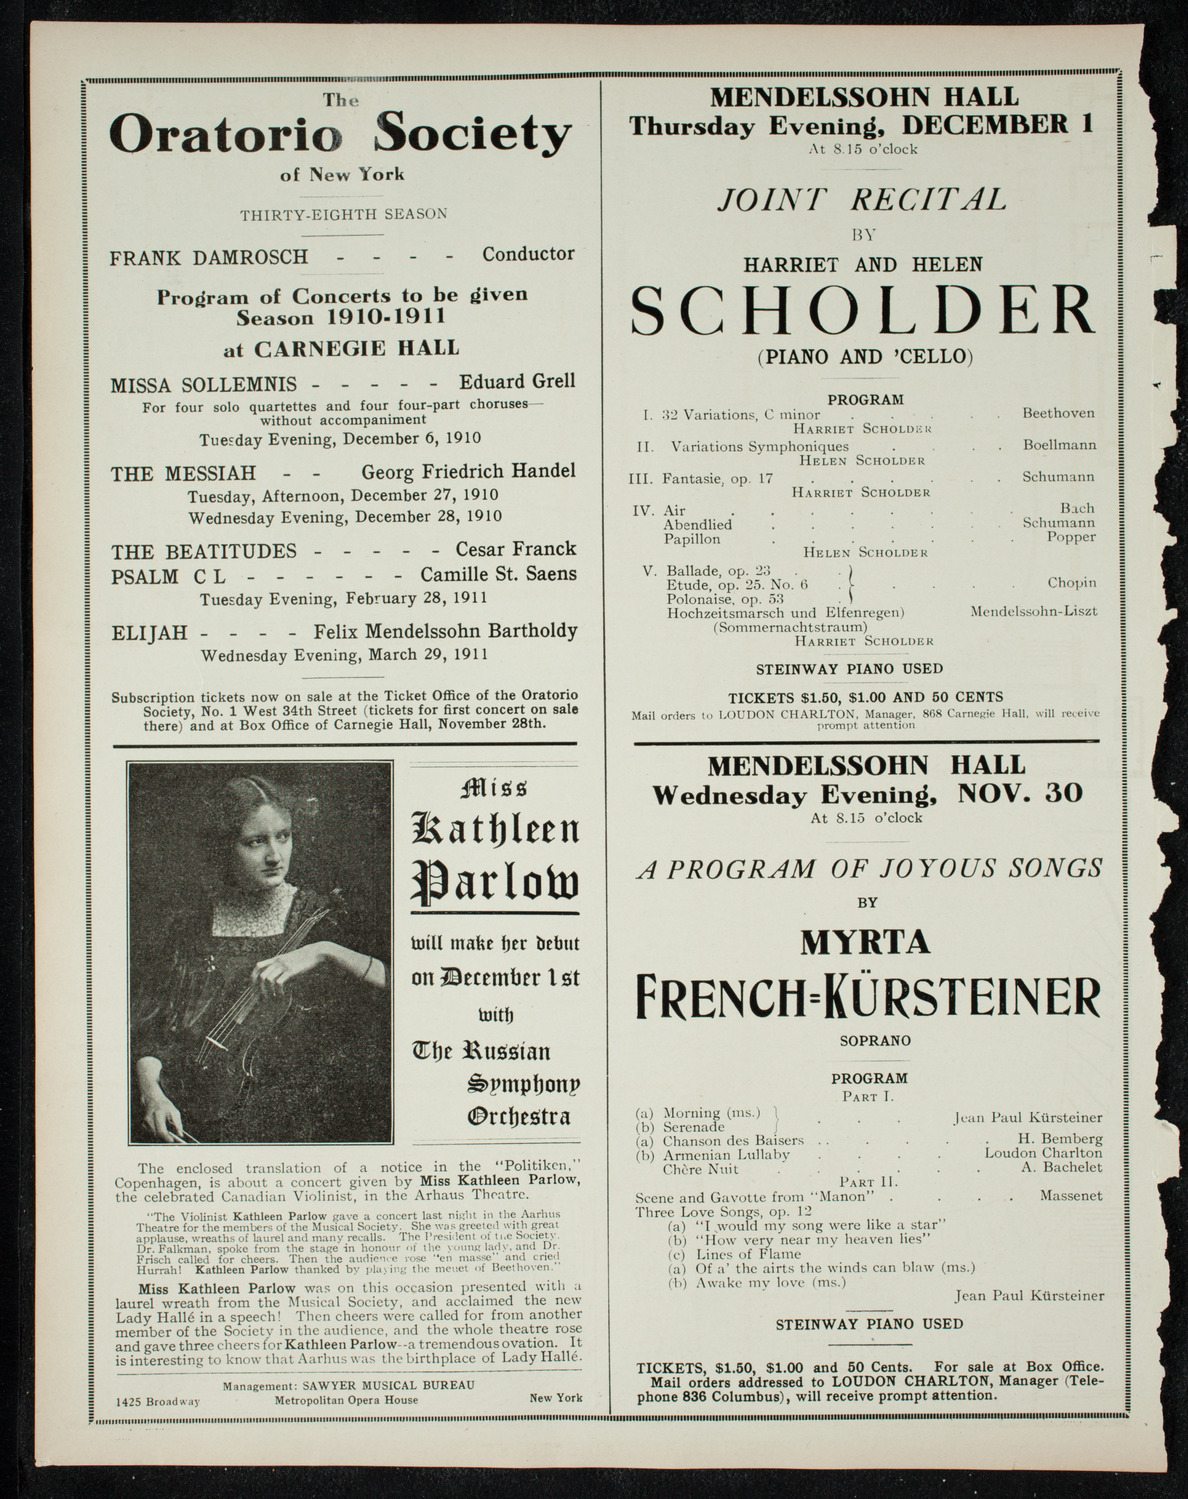 The
Oratorio Society
of New York
THIRTY-EIGHTH SEASON
FRANK DAMROSCH - - - - Conductor
Program of Concerts to be given
Season 1910-1911
at CARNEGIE HALL
MISSA SOLLEMNIS - - - - - Eduard Grell
For four solo quartettes and four four-part choruses—
without accompaniment
Tuesday Evening, December 6, 1910
THE MESSIAH - - Georg Friedrich Handel
Tuesday, Afternoon, December 27, 1910
Wednesday Evening, December 28, 1910
THE BEATITUDES - - - - - Cesar Franck
PSALM C L - - - - - - Camille St. Saens
Tuesday Evening, February 28, 1911
ELIJAH - - - - Felix Mendelssohn Bartholdy
Wednesday Evening, March 29, 1911
Subscription tickets now on sale at the Ticket Office of the Oratorio
Society, No. 1 West 34th Street (tickets for first concert on sale
there) and at Box Office of Carnegie Hall, November 28th.
Miss
Kathleen
Parlow
will make her debut
on December 1st
with
The Russian
Symphony
Orchestra
The enclosed translation of a notice in the "Politiken,"
Copenhagen, is about a concert given by Miss Kathleen Parlow,
the celebrated Canadian Violinist, in the Arhaus Theatre.
"The Violinist Kathleen Parlow gave a concert last night in the Aarhus
Theatre for the members of the Musical Society. She was greeted with great
applause, wreaths of laurel and many recalls. The President of the Society.
Dr. Falkman, spoke from the stage in honour of the young lady, and Dr.
Frisch called for cheers. Then the audience rose "en masse" and cried
Hurrah! Kathleen Parlow thanked by playing the menuet of Beethoven."
Miss Kathleen Parlow was on this occasion presented with a
laurel wreath from the Musical Society, and acclaimed the new
Lady Hallé in a speech! Then cheers were called for from another
member of the Society in the audience, and the whole theatre rose
and gave three cheers for Kathleen Parlow--a tremendous ovation. It
is interesting to know that Aarhus was the birthplace of Lady Hallé.
Management: SAWYER MUSICAL BUREAU
1425 Broadway Metropolitan Opera House New York
MENDELSSOHN HALL
Thursday Evening, DECEMBER 1
At 8.15 o'clock
JOINT RECITAL
BY
HARRIET AND HELEN
SCHOLDER
(PIANO AND 'CELLO)
PROGRAM
I. 32 Variations, C minor . . . . . Beethoven
HARRIET SCHOLDER
II. Variations Symphoniques . . . . Boellmann
HELEN SCHOLDER
III. Fantasie, op. 17 . . . . . . Schumann
HARRIET SCHOLDER
IV. Air . . . . . . . . Bach
Abendlied . . . . . . . Schumann
Papillon . . . . . . . Popper
HELEN SCHOLDER
V. Ballade, op. 23 . .
Etude, op. 25. No. 6 . . . . . Chopin
Polonaise, op. 53 .
Hochzeitsmarsch und Elfenregen) Mendelssohn-Liszt
(Sommernachtstraum)
HARRIET SCHOLDER
STEINWAY PIANO USED
TICKETS $1.50, $1.00 AND 50 CENTS
Mail orders to LOUDON CHARLTON, Manager, 868 Carnegie Hall, will receive
prompt attention
MENDELSSOHN HALL
Wednesday Evening, NOV. 30
At 8.15 o'clock
A PROGRAM OF JOYOUS SONGS
BY
MYRTA
FRENCH=KÜRSTEINER
SOPRANO
PROGRAM
PART I.
(a) Morning (ms.) . . . Jean Paul Kürsteiner
(b) Serenade
(a) Chanson des Baisers . . . . . . H. Bemberg
(b) Armenian Lullaby . . . . . Loudon Charlton
Chère Nuit . . . . . . A. Bachelet
PART II.
Scene and Gavotte from "Manon" . . . . Massenet
Three Love Songs, op. 12
(a) "I would my song were like a star"
(b) "How very near my heaven lies"
(c) Lines of Flame
(a) Of a' the airts the winds can blaw (ms.)
(b) Awake my love (ms.)
Jean Paul Kürsteiner
STEINWAY PIANO USED
TICKETS, $1.50, $1.00 and 50 Cents. For sale at Box Office.
Mail orders addressed to LOUDON CHARLTON, Manager (Tele-
phone 836 Columbus), will receive prompt attention.